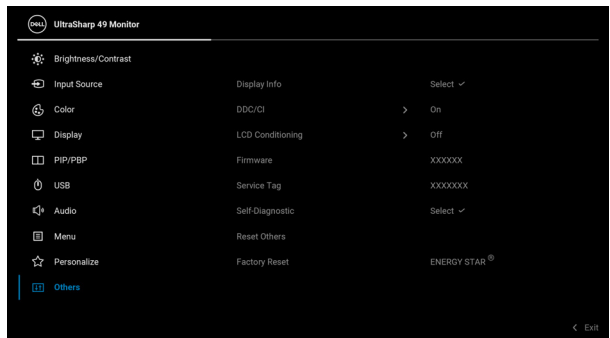 DELL UltraSharp 49 Monitor
Brightness/Contrast
Input Source Display Info Select ✓
Color DDC/CI > On
Display LCD Conditioning > Off
PIP/PBP Firmware XXXXXX
USB Service Tag XXXXXXX
Audio Self-Diagnostic Select ✓
Menu Reset Others
Personalize Factory Reset ENERGY STAR®
Others
< Exit